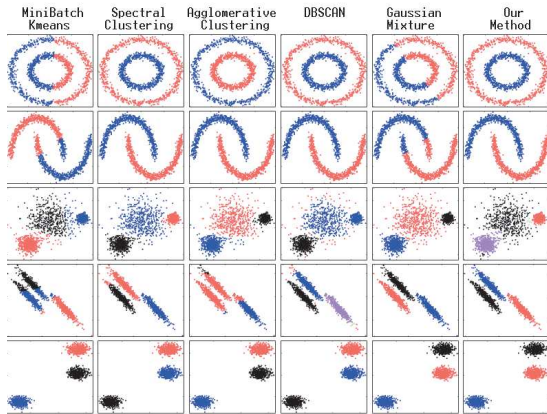 MiniBatch
Kmeans
Spectral
Clustering
Agglomerative
Clustering
DBSCAN
Gaussian
Mixture
Our
Method